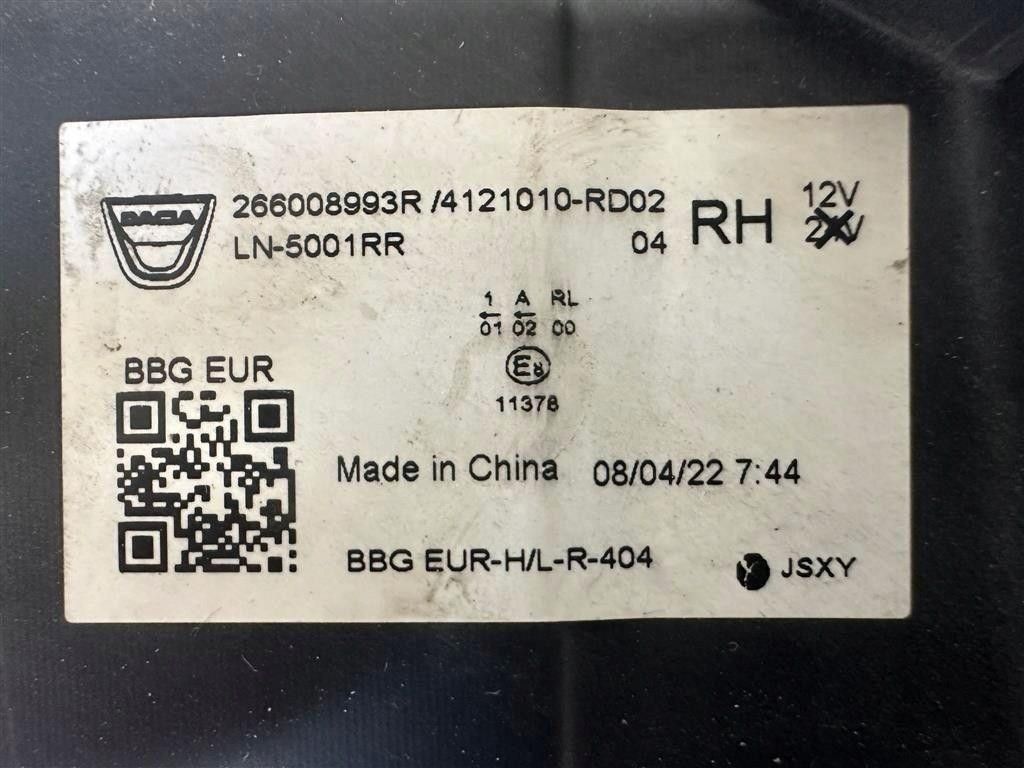 DACIA
266008993R /4121010-RD02
LN-5001RR 04
RH
12V
24V
1 A RL
01 02 00
E8
11378
BBG EUR
Made in China 08/04/22 7:44
BBG EUR-H/L-R-404
JSXY